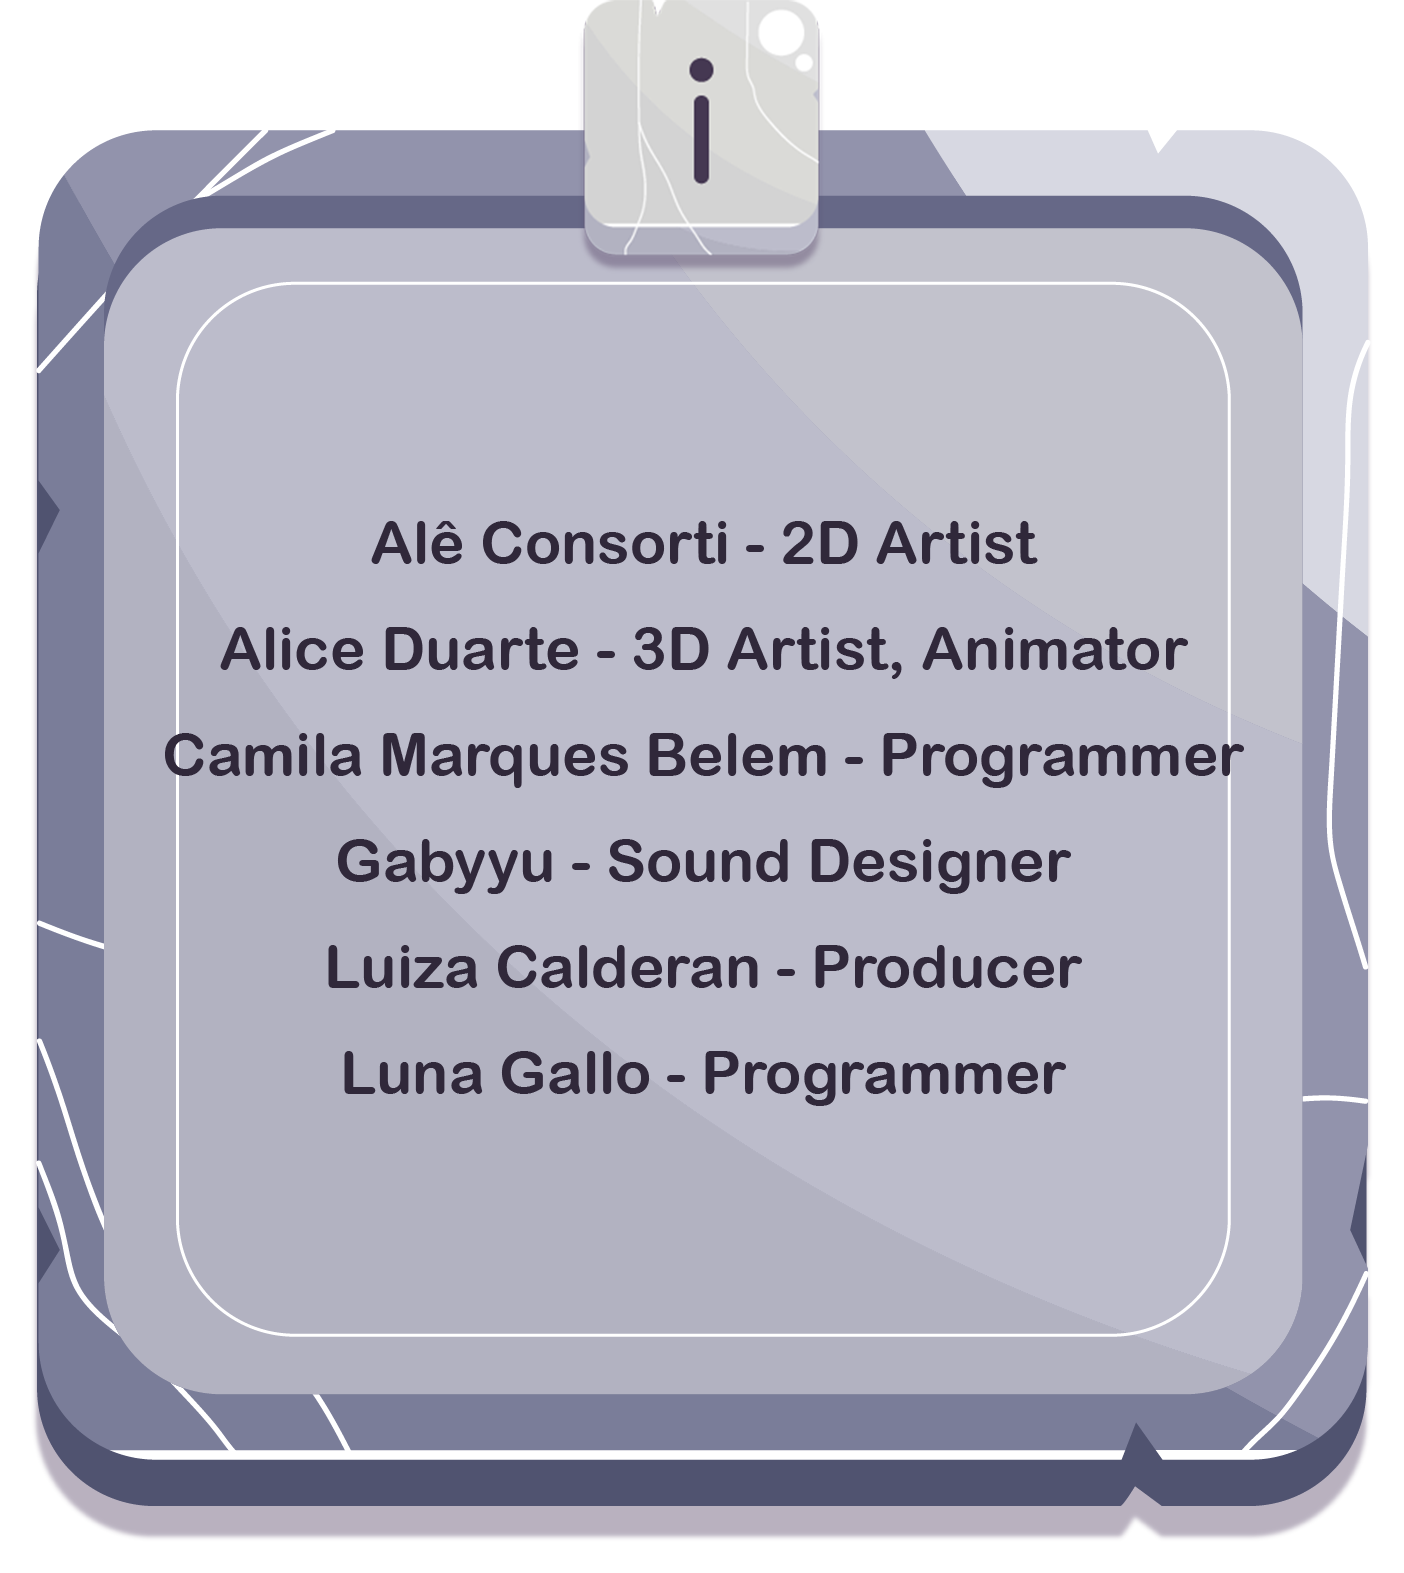 i
Alê Consorti - 2D Artist
Alice Duarte - 3D Artist, Animator
Camila Marques Belem - Programmer
Gabyyu - Sound Designer
Luiza Calderan - Producer
Luna Gallo - Programmer